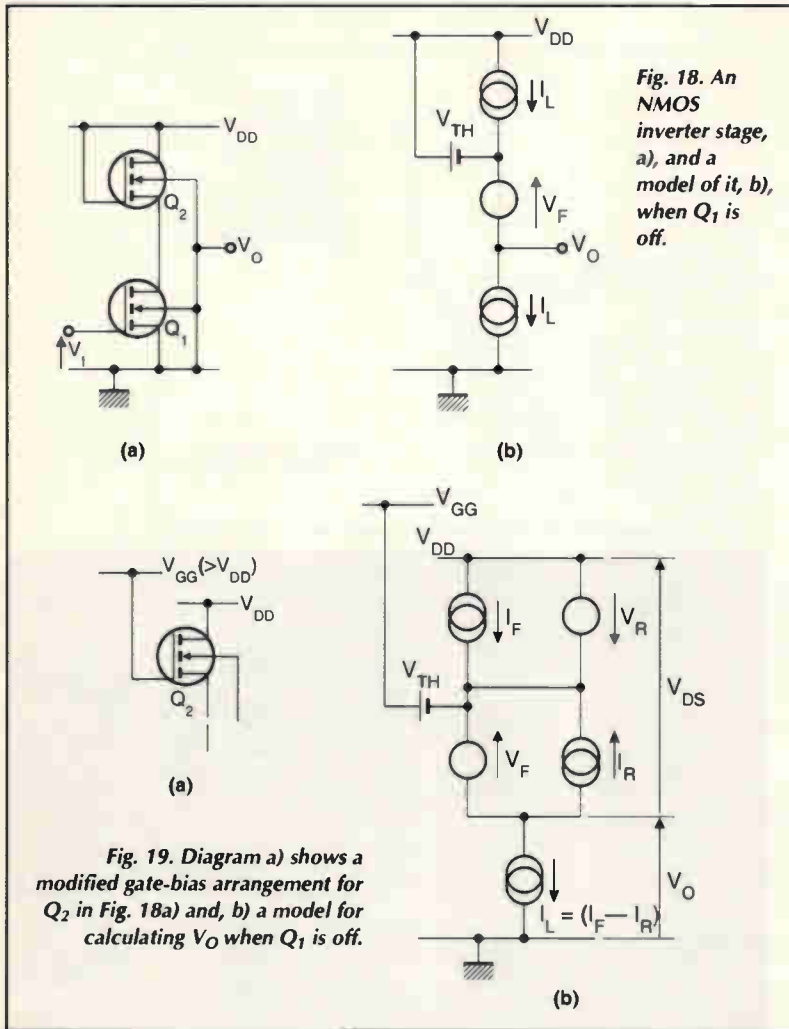 V_DD
Q_2
V_O
Q_1
V_I
(a)
V_DD
I_L
V_TH
V_F
V_O
I_L
(b)
Fig. 18. An
NMOS
inverter stage,
a), and a
model of it, b),
when Q_1 is
off.
V_GG(>V_DD)
V_DD
Q_2
(a)
V_GG
V_DD
I_F
V_R
V_TH
V_DS
V_F
I_R
V_O
I_L = (I_F — I_R)
(b)
Fig. 19. Diagram a) shows a
modified gate-bias arrangement for
Q_2 in Fig. 18a) and, b) a model for
calculating V_O when Q_1 is off.